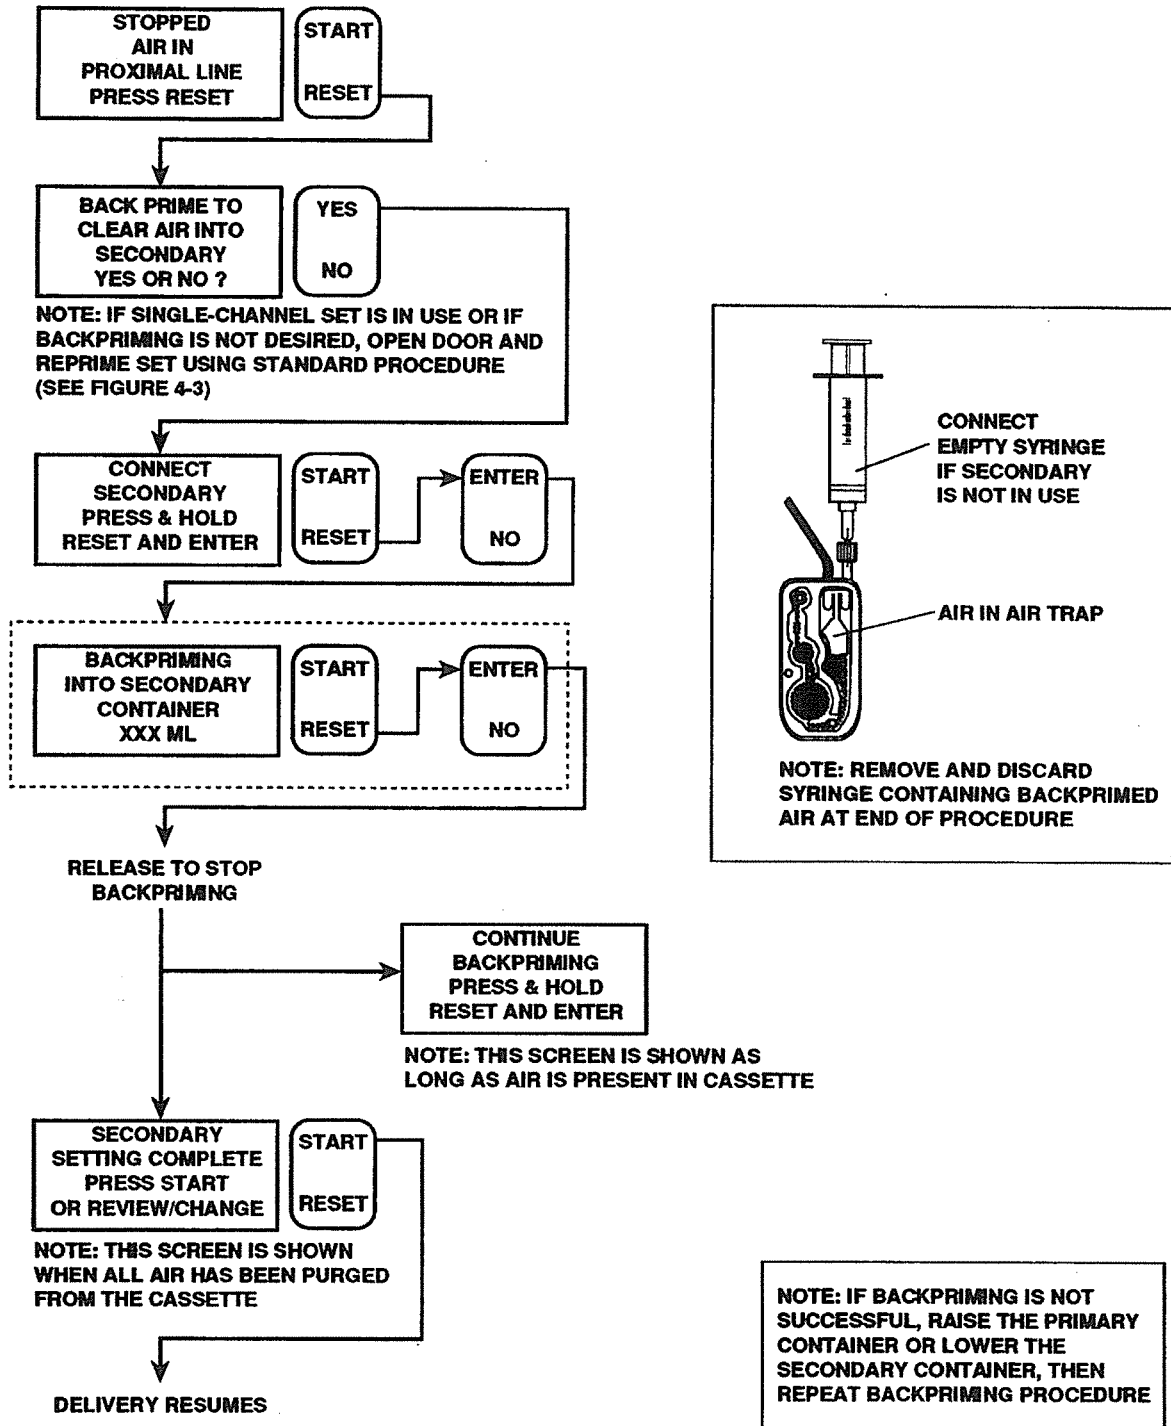 STOPPED
AIR IN
PROXIMAL LINE
PRESS RESET
START
RESET
BACK PRIME TO
CLEAR AIR INTO
SECONDARY
YES OR NO ?
YES
NO
NOTE: IF SINGLE-CHANNEL SET IS IN USE OR IF
BACKPRIMING IS NOT DESIRED, OPEN DOOR AND
REPRIME SET USING STANDARD PROCEDURE
(SEE FIGURE 4-3)
CONNECT
SECONDARY
PRESS & HOLD
RESET AND ENTER
START
RESET
ENTER
NO
BACKPRIMING
INTO SECONDARY
CONTAINER
XXX ML
START
RESET
ENTER
NO
RELEASE TO STOP
BACKPRIMING
CONTINUE
BACKPRIMING
PRESS & HOLD
RESET AND ENTER
NOTE: THIS SCREEN IS SHOWN AS
LONG AS AIR IS PRESENT IN CASSETTE
SECONDARY
SETTING COMPLETE
PRESS START
OR REVIEW/CHANGE
START
RESET
NOTE: THIS SCREEN IS SHOWN
WHEN ALL AIR HAS BEEN PURGED
FROM THE CASSETTE
DELIVERY RESUMES
CONNECT
EMPTY SYRINGE
IF SECONDARY
IS NOT IN USE
AIR IN AIR TRAP
NOTE: REMOVE AND DISCARD
SYRINGE CONTAINING BACKPRIMED
AIR AT END OF PROCEDURE
NOTE: IF BACKPRIMING IS NOT
SUCCESSFUL, RAISE THE PRIMARY
CONTAINER OR LOWER THE
SECONDARY CONTAINER, THEN
REPEAT BACKPRIMING PROCEDURE